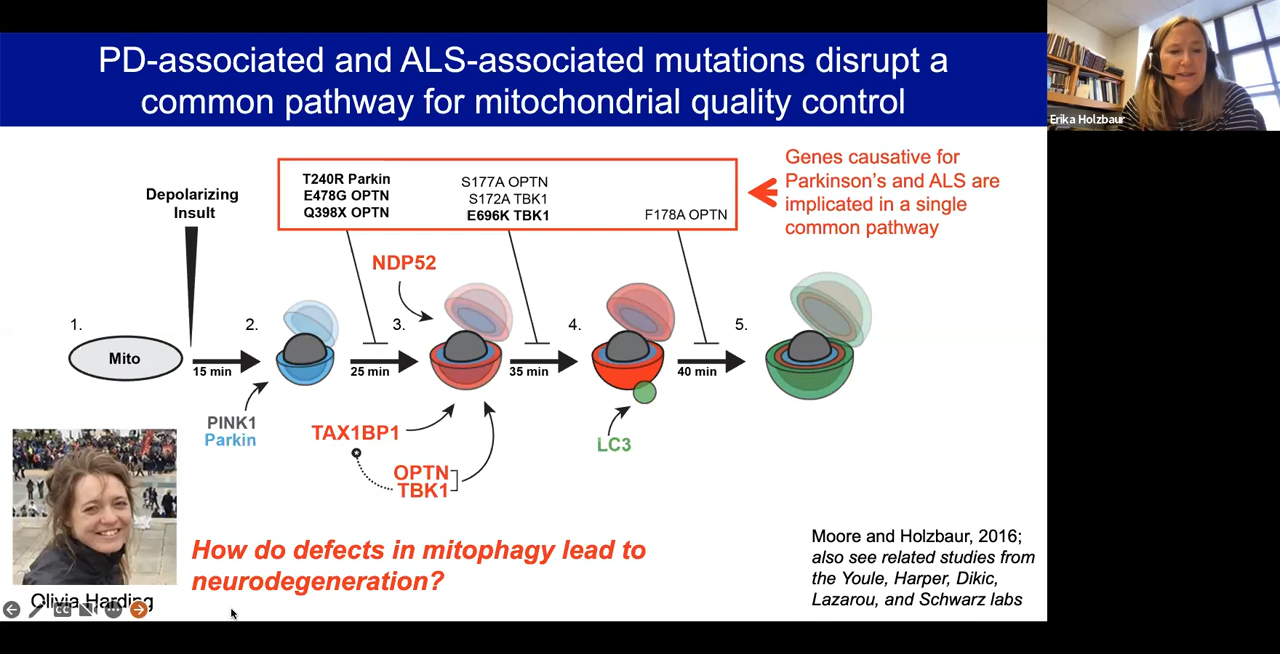 PD-associated and ALS-associated mutations disrupt a
common pathway for mitochondrial quality control
Erika Holzbaur
Depolarizing
Insult
T240R Parkin
E478G OPTN
Q398X OPTN
S177A OPTN
S172A TBK1
E696K TBK1
F178A OPTN
Genes causative for
Parkinson's and ALS are
implicated in a single
common pathway
NDP52
1.
2.
3.
4.
5.
Mito
15 min
25 min
35 min
40 min
PINK1
Parkin
TAX1BP1
OPTN
TBK1
LC3
How do defects in mitophagy lead to
neurodegeneration?
Moore and Holzbaur, 2016;
also see related studies from
the Youle, Harper, Dikic,
Lazarou, and Schwarz labs
Olivia Harding
CC